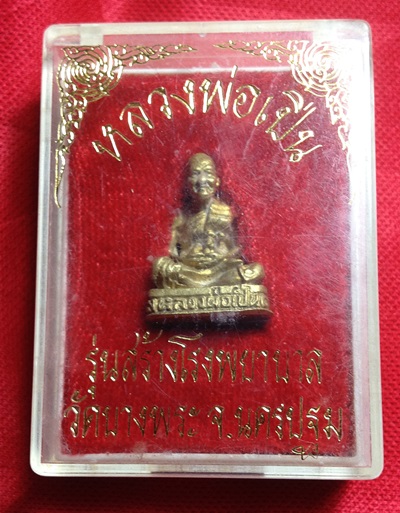 หลวงพ่อเปิ่น
หลวงพ่อเปิ่น
รุ่นสร้างโรงพยาบาล
วัดบางพระ จ.นครปฐม